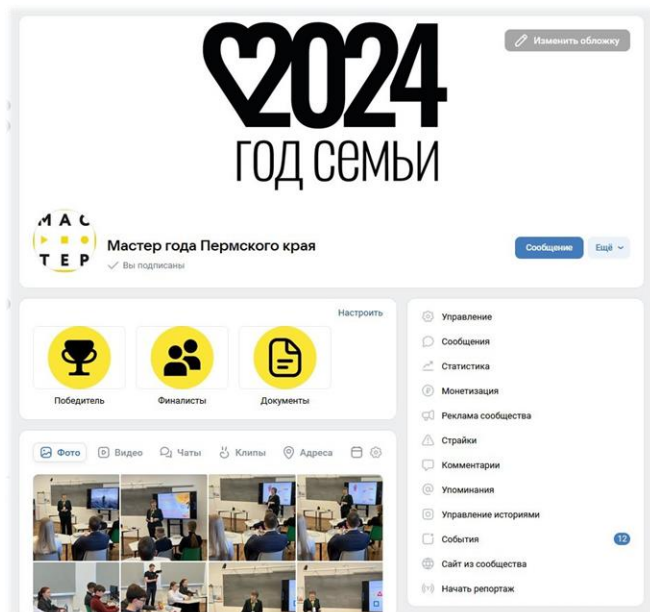 2024
ГОД СЕМЬИ
Изменить обложку
МАС
ТЕР
Мастер года Пермского края
Вы подписаны
Сообщение
Ещё
Настроить
Победитель
Финалисты
Документы
Фото
Видео
Чаты
Клипы
Адреса
Управление
Сообщения
Статистика
Монетизация
Реклама сообщества
Страйки
Комментарии
Упоминания
Управление историями
События
12
Сайт из сообщества
Начать репортаж